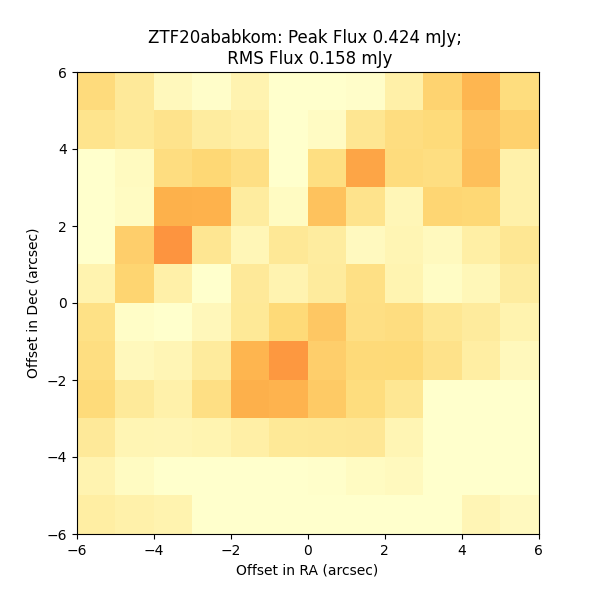 ZTF20ababkom: Peak Flux 0.424 mJy;
RMS Flux 0.158 mJy
6
4
2
0
−2
−4
−6
Offset in Dec (arcsec)
−6 −4 −2 0 2 4 6
Offset in RA (arcsec)